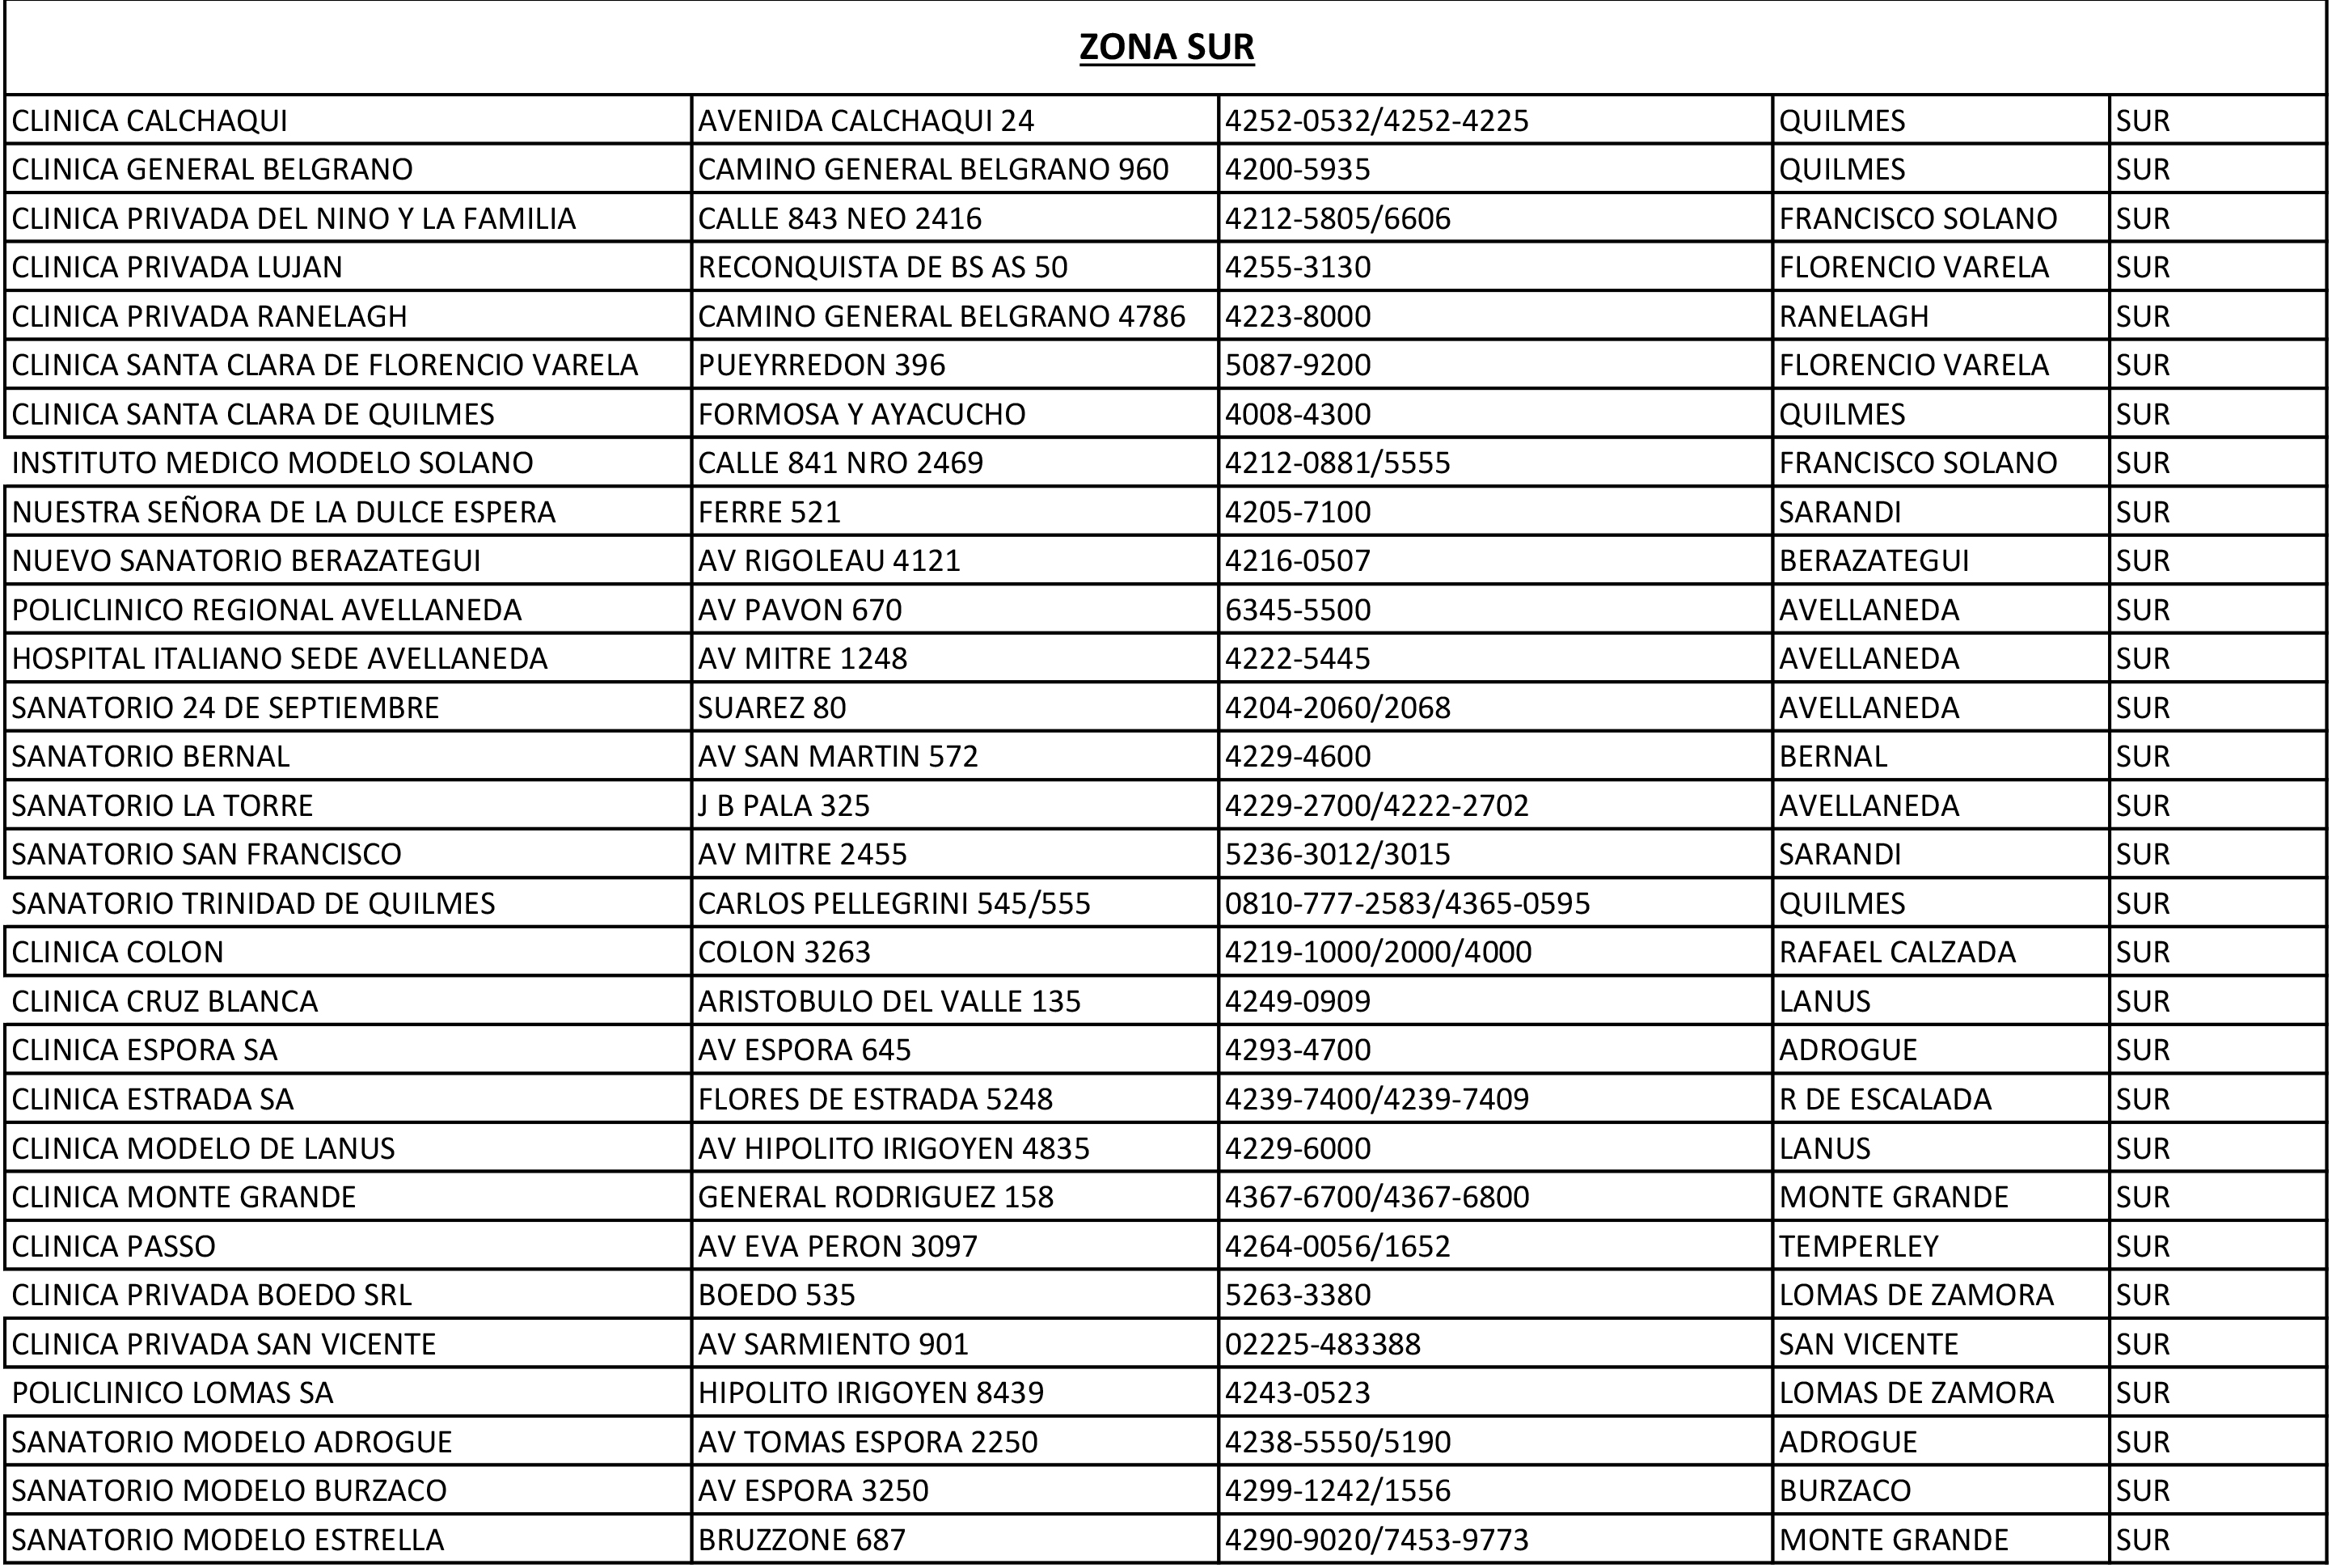 ZONA SUR
CLINICA CALCHAQUI AVENIDA CALCHAQUI 24 4252-0532/4252-4225 QUILMES SUR
CLINICA GENERAL BELGRANO CAMINO GENERAL BELGRANO 960 4200-5935 QUILMES SUR
CLINICA PRIVADA DEL NINO Y LA FAMILIA CALLE 843 NEO 2416 4212-5805/6606 FRANCISCO SOLANO SUR
CLINICA PRIVADA LUJAN RECONQUISTA DE BS AS 50 4255-3130 FLORENCIO VARELA SUR
CLINICA PRIVADA RANELAGH CAMINO GENERAL BELGRANO 4786 4223-8000 RANELAGH SUR
CLINICA SANTA CLARA DE FLORENCIO VARELA PUEYRREDON 396 5087-9200 FLORENCIO VARELA SUR
CLINICA SANTA CLARA DE QUILMES FORMOSA Y AYACUCHO 4008-4300 QUILMES SUR
INSTITUTO MEDICO MODELO SOLANO CALLE 841 NRO 2469 4212-0881/5555 FRANCISCO SOLANO SUR
NUESTRA SEÑORA DE LA DULCE ESPERA FERRE 521 4205-7100 SARANDI SUR
NUEVO SANATORIO BERAZATEGUI AV RIGOLEAU 4121 4216-0507 BERAZATEGUI SUR
POLICLINICO REGIONAL AVELLANEDA AV PAVON 670 6345-5500 AVELLANEDA SUR
HOSPITAL ITALIANO SEDE AVELLANEDA AV MITRE 1248 4222-5445 AVELLANEDA SUR
SANATORIO 24 DE SEPTIEMBRE SUAREZ 80 4204-2060/2068 AVELLANEDA SUR
SANATORIO BERNAL AV SAN MARTIN 572 4229-4600 BERNAL SUR
SANATORIO LA TORRE J B PALA 325 4229-2700/4222-2702 AVELLANEDA SUR
SANATORIO SAN FRANCISCO AV MITRE 2455 5236-3012/3015 SARANDI SUR
SANATORIO TRINIDAD DE QUILMES CARLOS PELLEGRINI 545/555 0810-777-2583/4365-0595 QUILMES SUR
CLINICA COLON COLON 3263 4219-1000/2000/4000 RAFAEL CALZADA SUR
CLINICA CRUZ BLANCA ARISTOBULO DEL VALLE 135 4249-0909 LANUS SUR
CLINICA ESPORA SA AV ESPORA 645 4293-4700 ADROGUE SUR
CLINICA ESTRADA SA FLORES DE ESTRADA 5248 4239-7400/4239-7409 R DE ESCALADA SUR
CLINICA MODELO DE LANUS AV HIPOLITO IRIGOYEN 4835 4229-6000 LANUS SUR
CLINICA MONTE GRANDE GENERAL RODRIGUEZ 158 4367-6700/4367-6800 MONTE GRANDE SUR
CLINICA PASSO AV EVA PERON 3097 4264-0056/1652 TEMPERLEY SUR
CLINICA PRIVADA BOEDO SRL BOEDO 535 5263-3380 LOMAS DE ZAMORA SUR
CLINICA PRIVADA SAN VICENTE AV SARMIENTO 901 02225-483388 SAN VICENTE SUR
POLICLINICO LOMAS SA HIPOLITO IRIGOYEN 8439 4243-0523 LOMAS DE ZAMORA SUR
SANATORIO MODELO ADROGUE AV TOMAS ESPORA 2250 4238-5550/5190 ADROGUE SUR
SANATORIO MODELO BURZACO AV ESPORA 3250 4299-1242/1556 BURZACO SUR
SANATORIO MODELO ESTRELLA BRUZZONE 687 4290-9020/7453-9773 MONTE GRANDE SUR